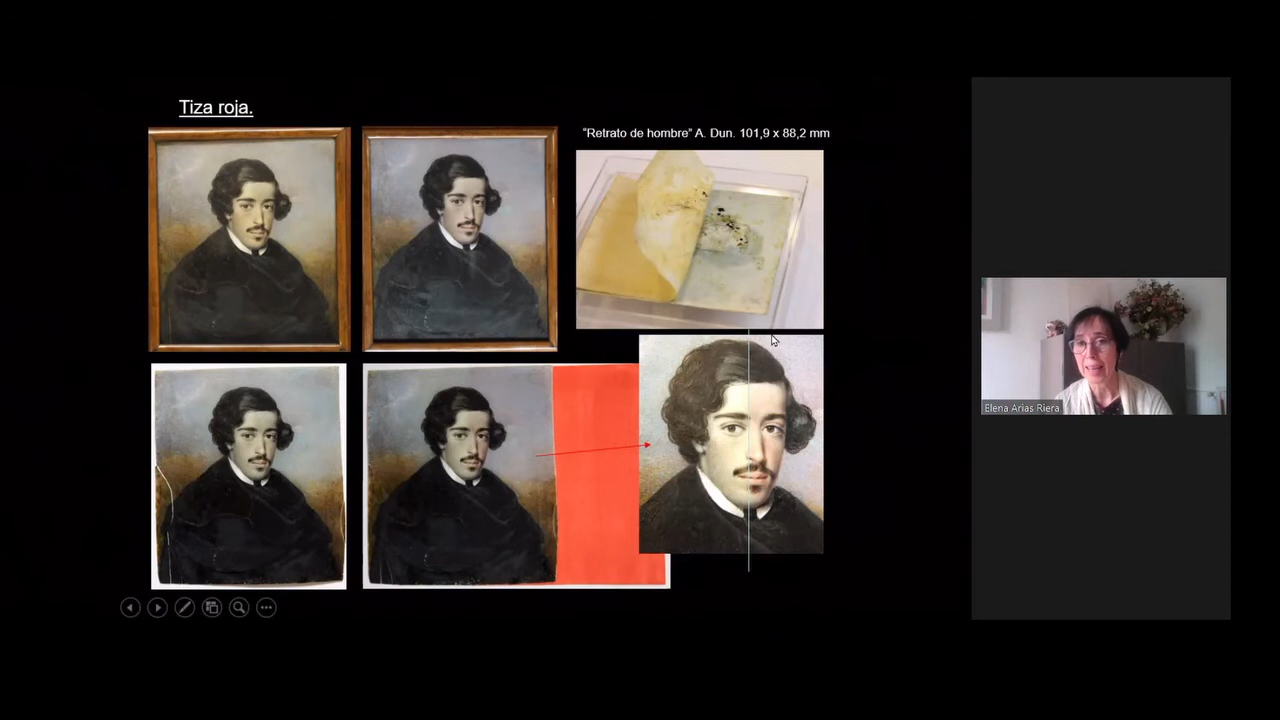 Tiza roja.
“Retrato de hombre” A. Dun. 101,9 x 88,2 mm
Elena Arias Riera